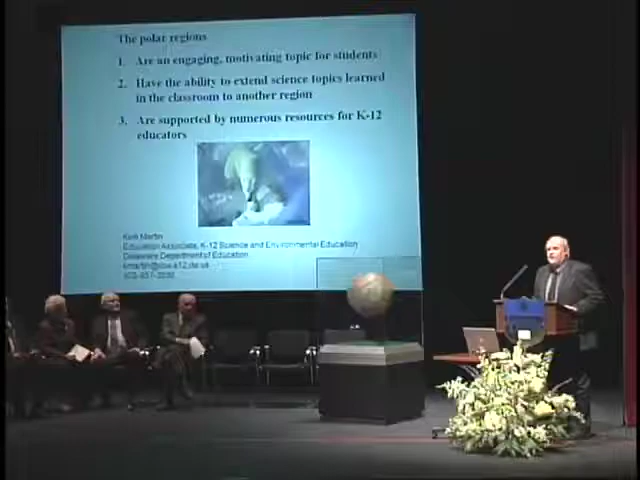 The polar regions
1. Are an engaging, motivating topic for students
2. Have the ability to extend science topics learned
in the classroom to another region
3. Are supported by numerous resources for K-12
educators
Martin
Education Associate, K-12 Science and Environmental Education
Delaware Department of Education